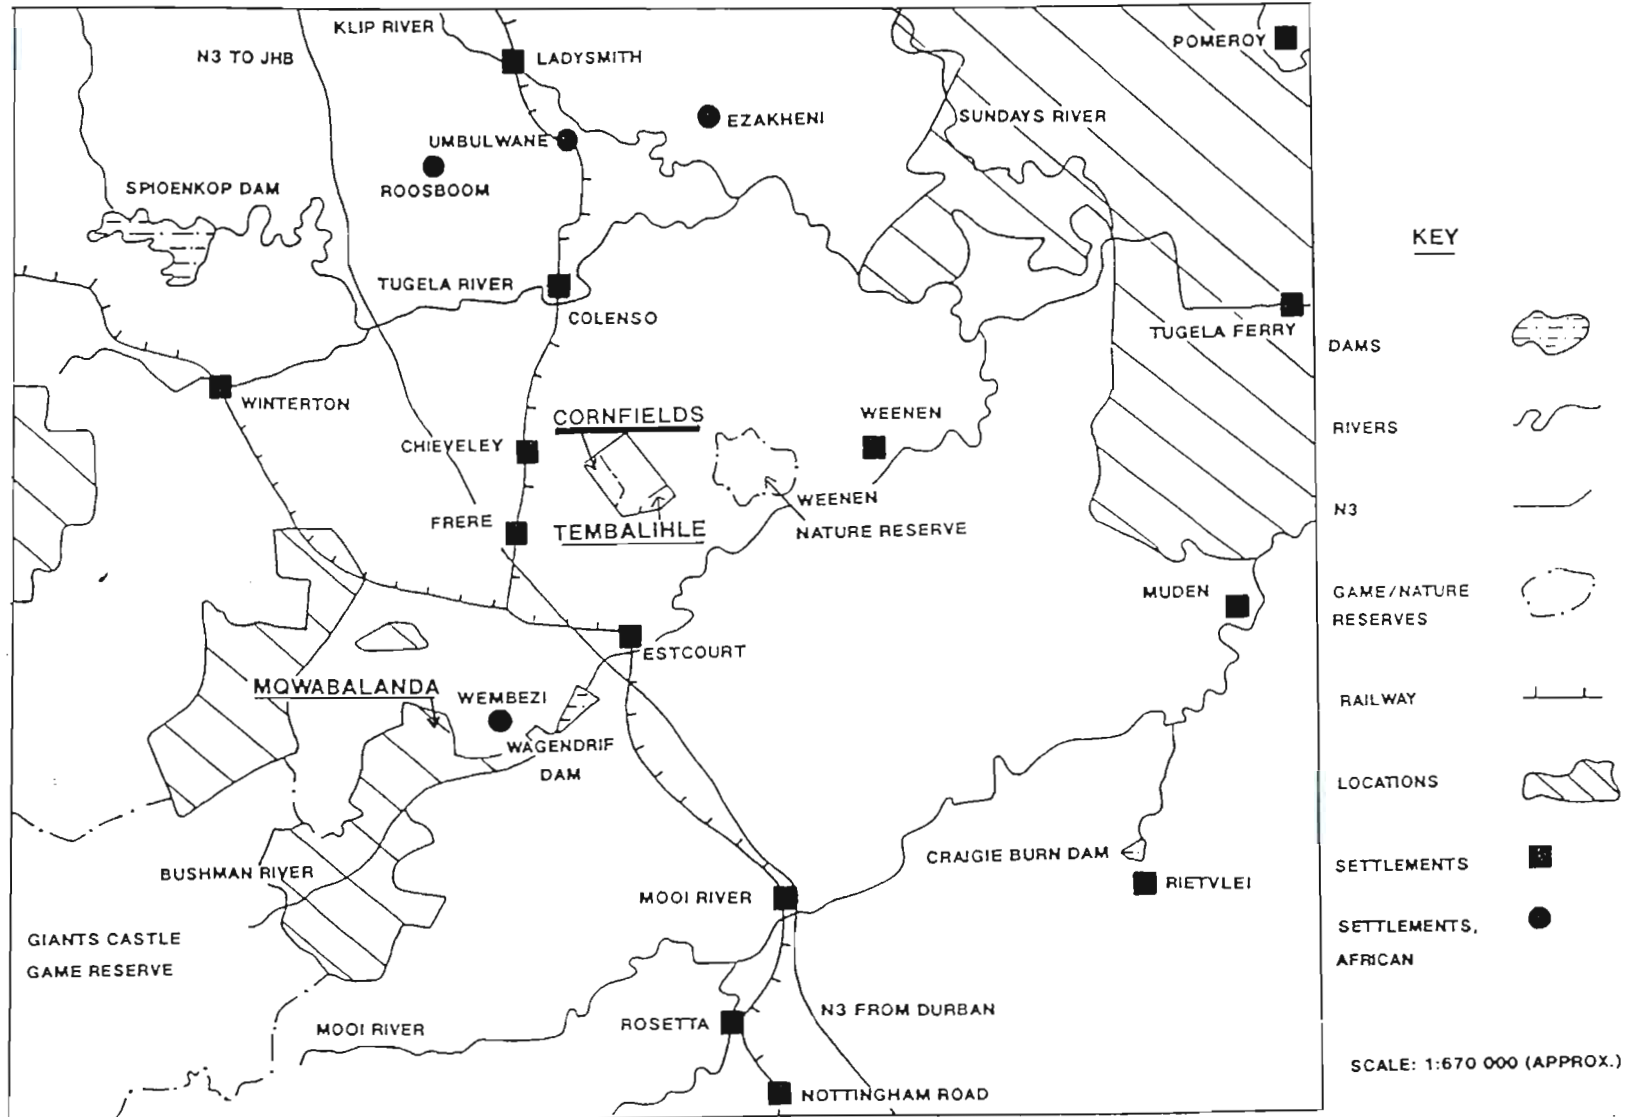 KLIP RIVER
N3 TO JHB
LADYSMITH
POMEROY
EZAKHENI
SUNDAYS RIVER
UMBULWANE
ROOSBOOM
SPIOENKOP DAM
KEY
TUGELA RIVER
COLENSO
TUGELA FERRY
DAMS
WINTERTON
CORNFIELDS
WEENEN
RIVERS
CHIEVELEY
WEENEN
NATURE RESERVE
FRERE
TEMBALIHLE
N3
MUDEN
GAME/NATURE
RESERVES
ESTCOURT
MQWABALANDA
WEMBEZI
RAILWAY
WAGENDRIF
DAM
LOCATIONS
CRAIGIE BURN DAM
BUSHMAN RIVER
SETTLEMENTS
RIETVLEI
MOOI RIVER
SETTLEMENTS,
AFRICAN
GIANTS CASTLE
GAME RESERVE
N3 FROM DURBAN
ROSETTA
MOOI RIVER
SCALE: 1:670 000 (APPROX.)
NOTTINGHAM ROAD